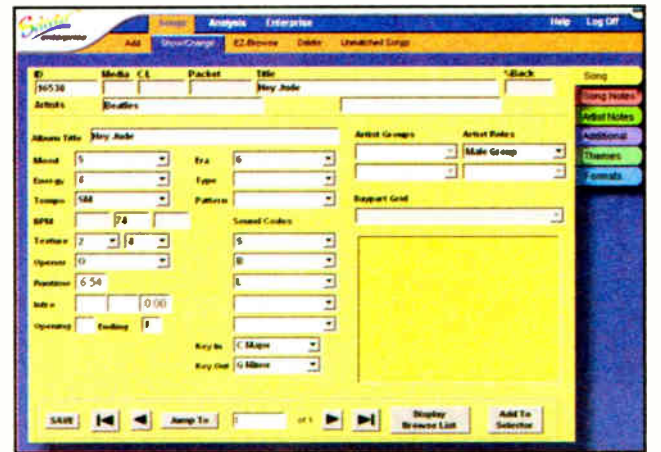 Selector
enterprise
Songs Analysis Enterprise Help Log Off
Add Show/Change EZ-Browse Delete Unmatched Songs
ID Media C/L Packet Title %Back
16530 Hey Jude
Artists Beatles
Album Title Hey Jude
Artist Groups Artist Roles
Male Group
Mood 5 Era 6
Energy 4 Type
Tempo SM Pattern
BPM 74 Sound Codes
Texture 2 4 S
Opener O B
Runtime 6:54 L
Intro 0:00
Opening Ending F
Key In C Major
Key Out G Minor
Daypart Grid
SAVE Jump To of 1 Display Browse List Add To Selector
Song
Song Notes
Artist Notes
Additional
Themes
Formats